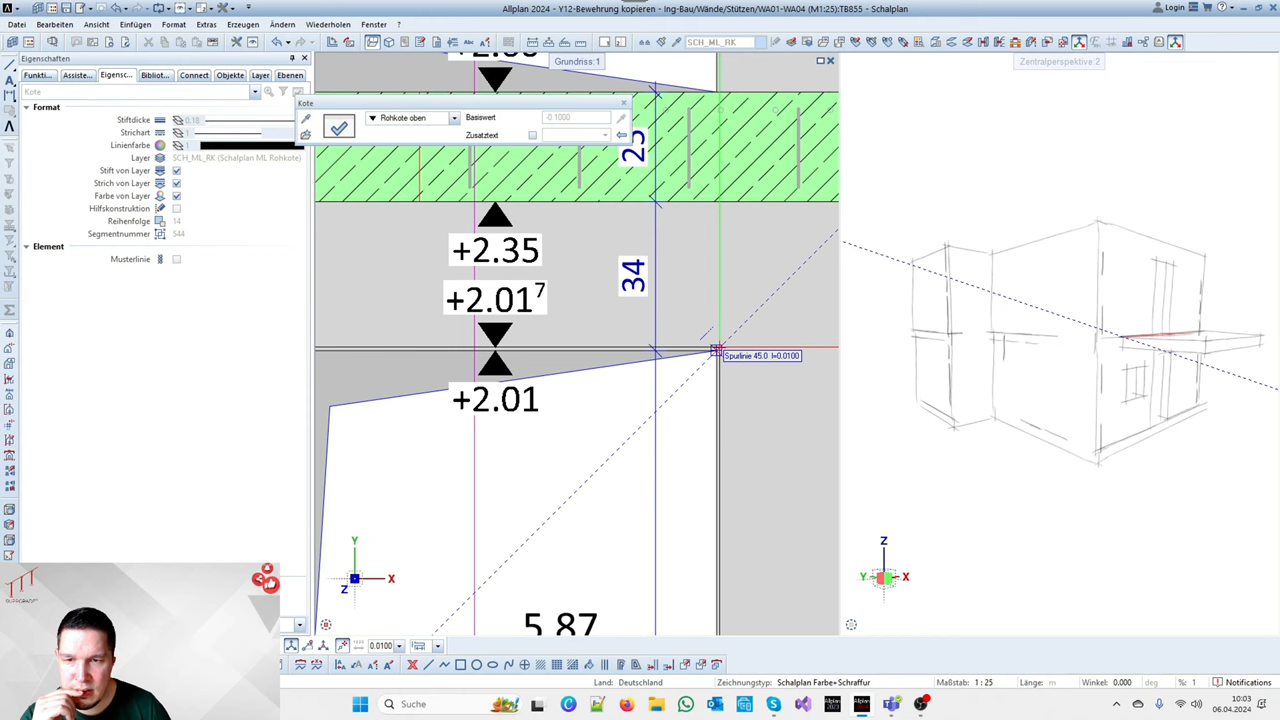 Allplan 2024 - Y12-Bewehrung kopieren - Ing-Bau/Wände/Stützen/WA01-WA04 (M1:25):TB855 - Schalplan
Login
Datei Bearbeiten Ansicht Einfügen Format Extras Erzeugen Ändern Wiederholen Fenster ?
SCH_ML_RK
Eigenschaften
Funkti... Assiste... Eigensc... Bibliot... Connect Objekte Layer Ebenen
Kote
Format
Stiftdicke 0.18
Strichart 1
Linienfarbe 1
Layer SCH_ML_RK (Schalplan ML Rohkote)
Stift von Layer
Strich von Layer
Farbe von Layer
Hilfskonstruktion
Reihenfolge 14
Segmentnummer 544
Element
Musterlinie
Grundriss:1
Kote
Rohkote oben
Basiswert -0.1000
Zusatztext
25
+2.35
+2.01⁷
34
+2.01
Spurlinie 45.0 l=0.0100
5.87
Y
X
Z
Zentralperspektive:2
Z
Y
X
0.0100
Land: Deutschland Zeichnungstyp: Schalplan Farbe+Schraffur Maßstab: 1 : 25 Länge: m Winkel: 0.000 deg %: 1 Notifications
Suche
10:03
06.04.2024